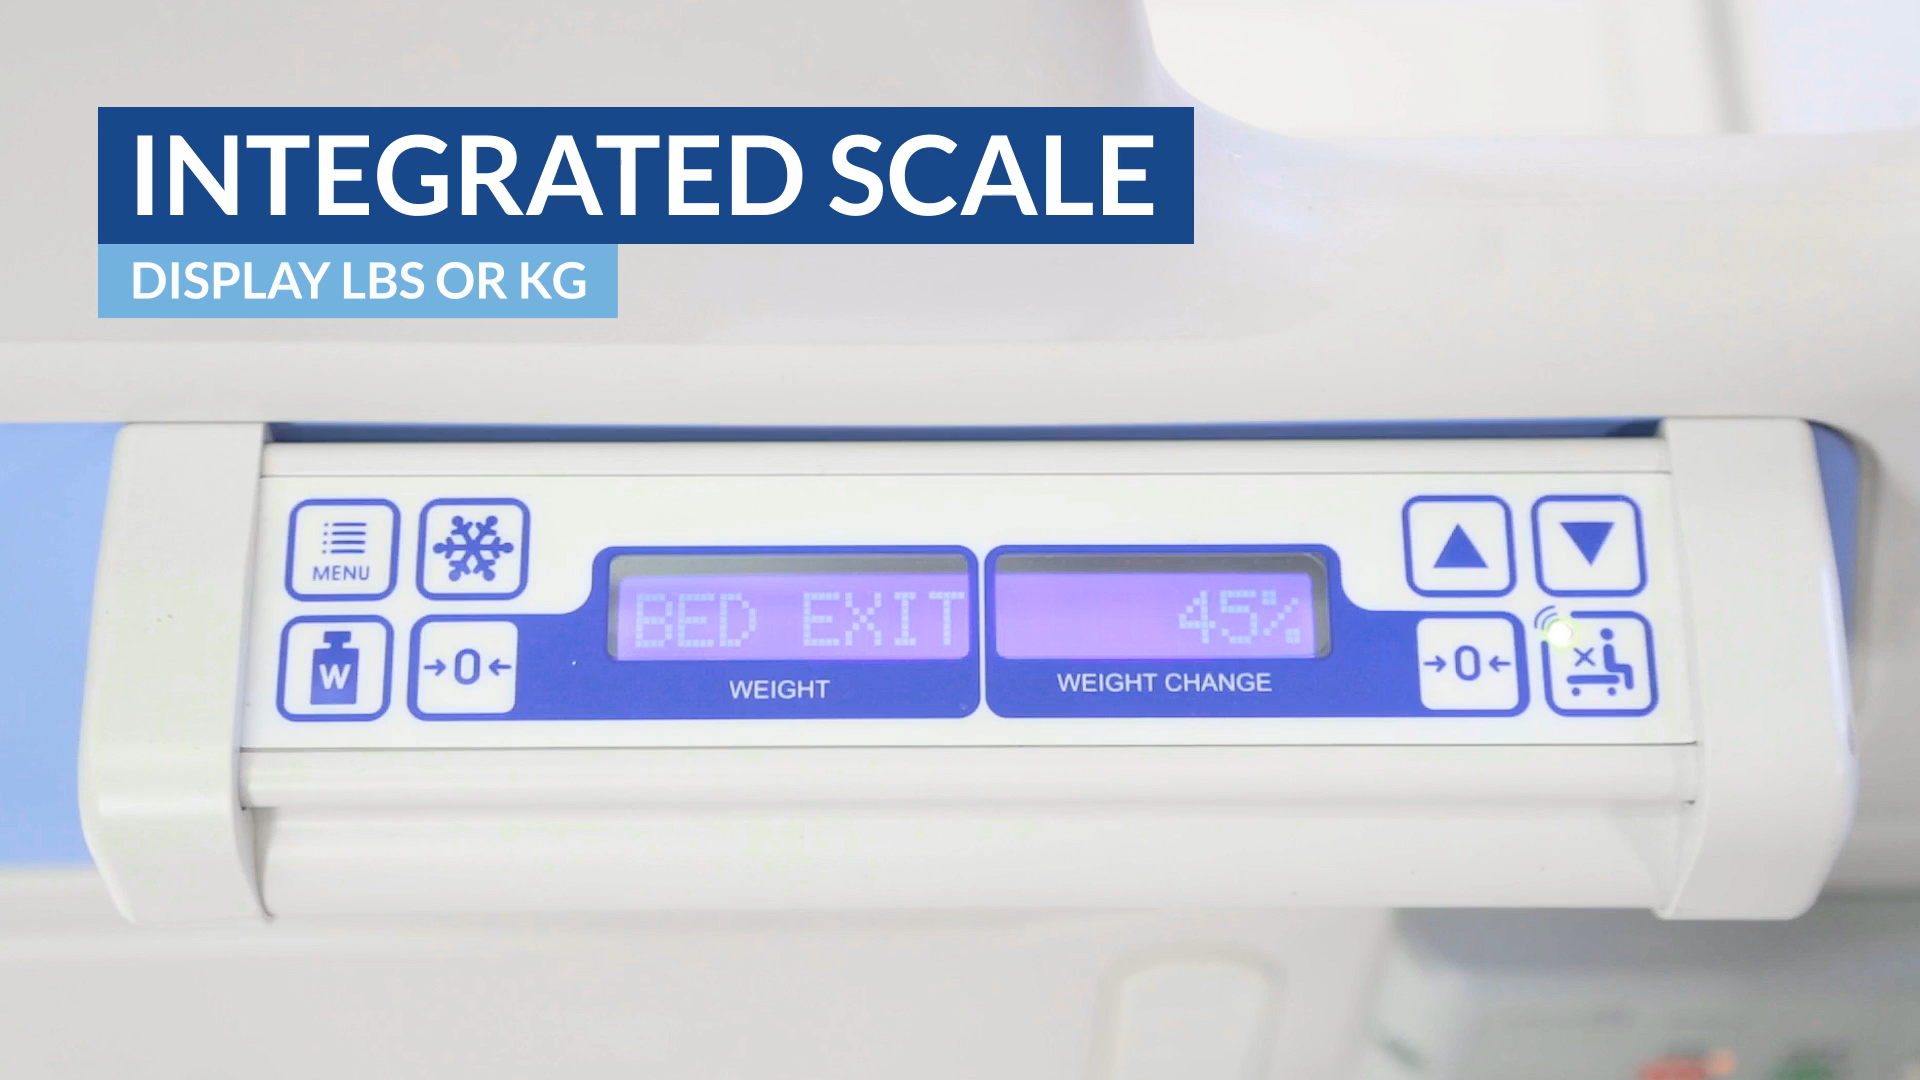 INTEGRATED SCALE
DISPLAY LBS OR KG
MENU
W
→0←
BED EXIT
45%
WEIGHT
WEIGHT CHANGE
→0←